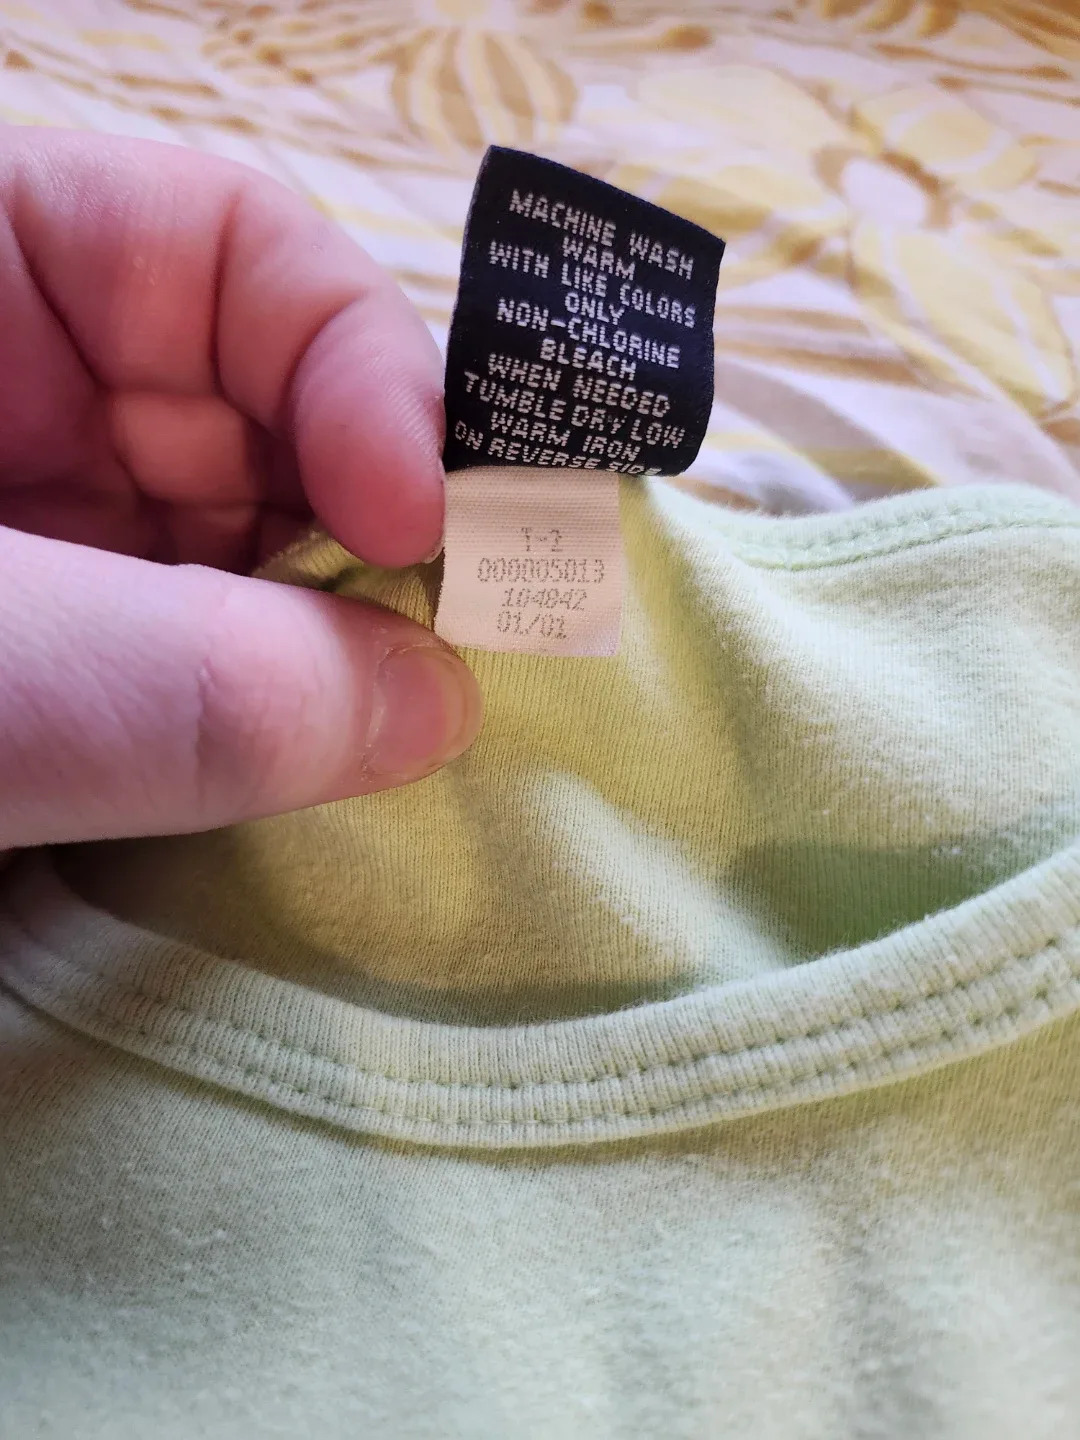 MACHINE WASH
WARM
WITH LIKE COLORS
ONLY
NON-CHLORINE
BLEACH
WHEN NEEDED
TUMBLE DRY LOW
WARM IRON
ON REVERSE SIDE
T-2
000005013
104842
01/01